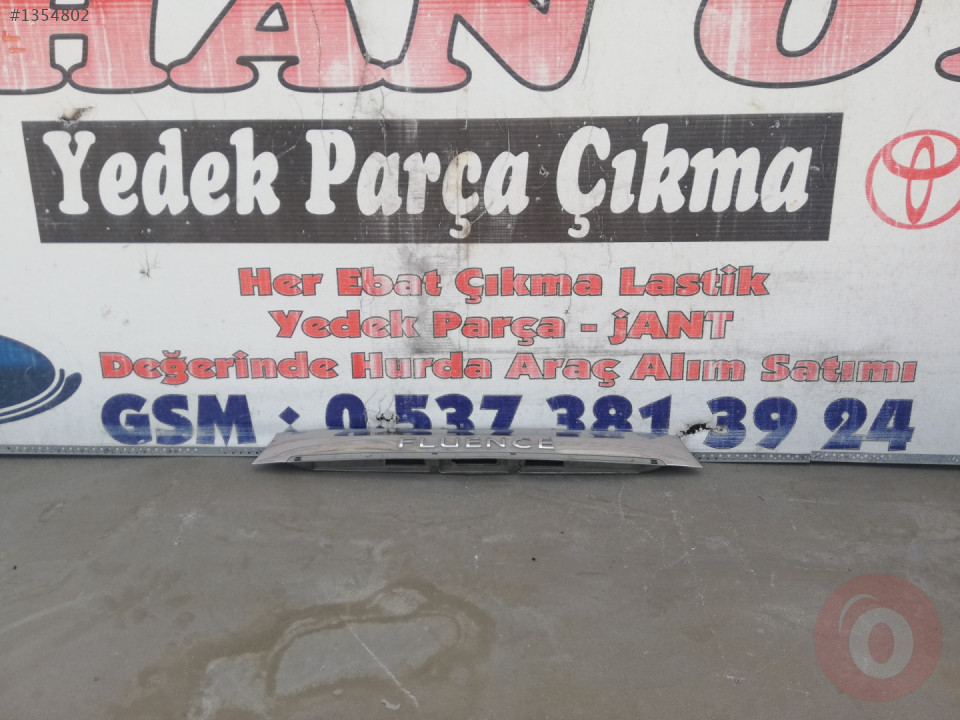 #1354802
HAN
Yedek Parça Çıkma
Her Ebat Çıkma Lastik
Yedek Parça - jANT
Değerinde Hurda Araç Alım Satımı
GSM · 0 537 381 39 24
FLUENCE